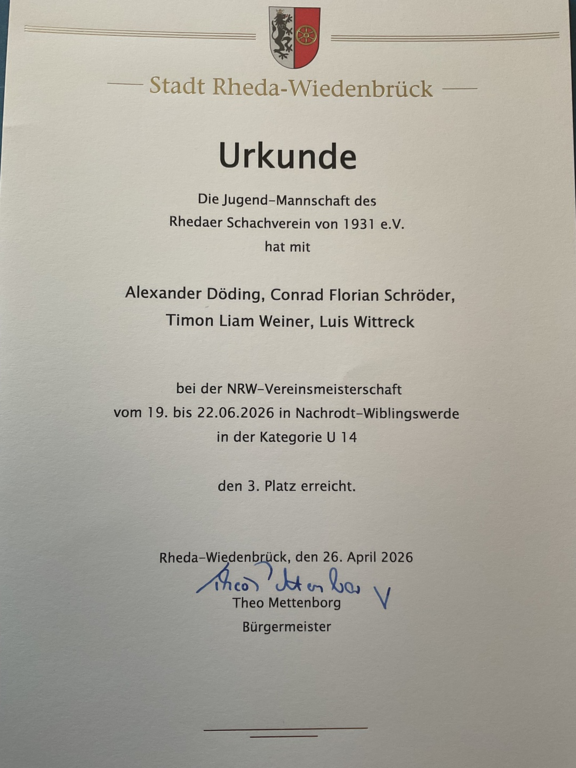 Stadt Rheda-Wiedenbrück
Urkunde
Die Jugend-Mannschaft des
Rhedaer Schachverein von 1931 e.V.
hat mit
Alexander Döding, Conrad Florian Schröder,
Timon Liam Weiner, Luis Wittreck
bei der NRW-Vereinsmeisterschaft
vom 19. bis 22.06.2026 in Nachrodt-Wiblingswerde
in der Kategorie U 14
den 3. Platz erreicht.
Rheda-Wiedenbrück, den 26. April 2026
Theo Mettenborg
Bürgermeister